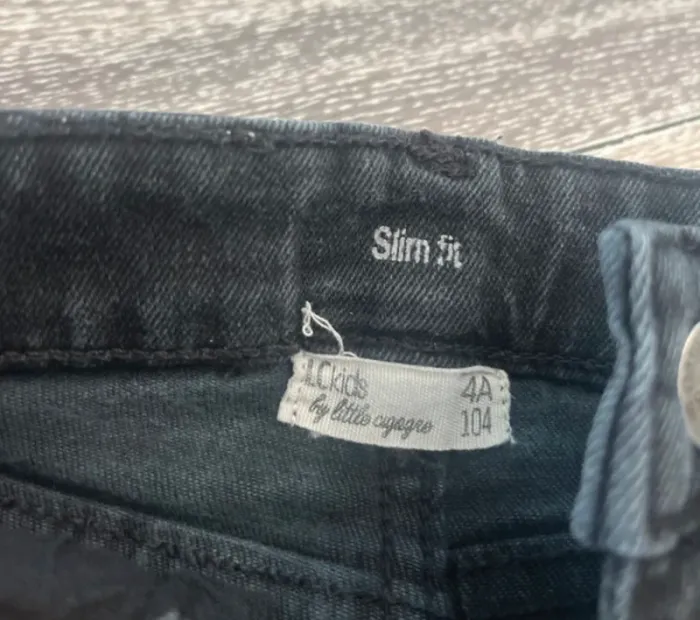 Slim fit
LCkids 4A
by little cigogne 104